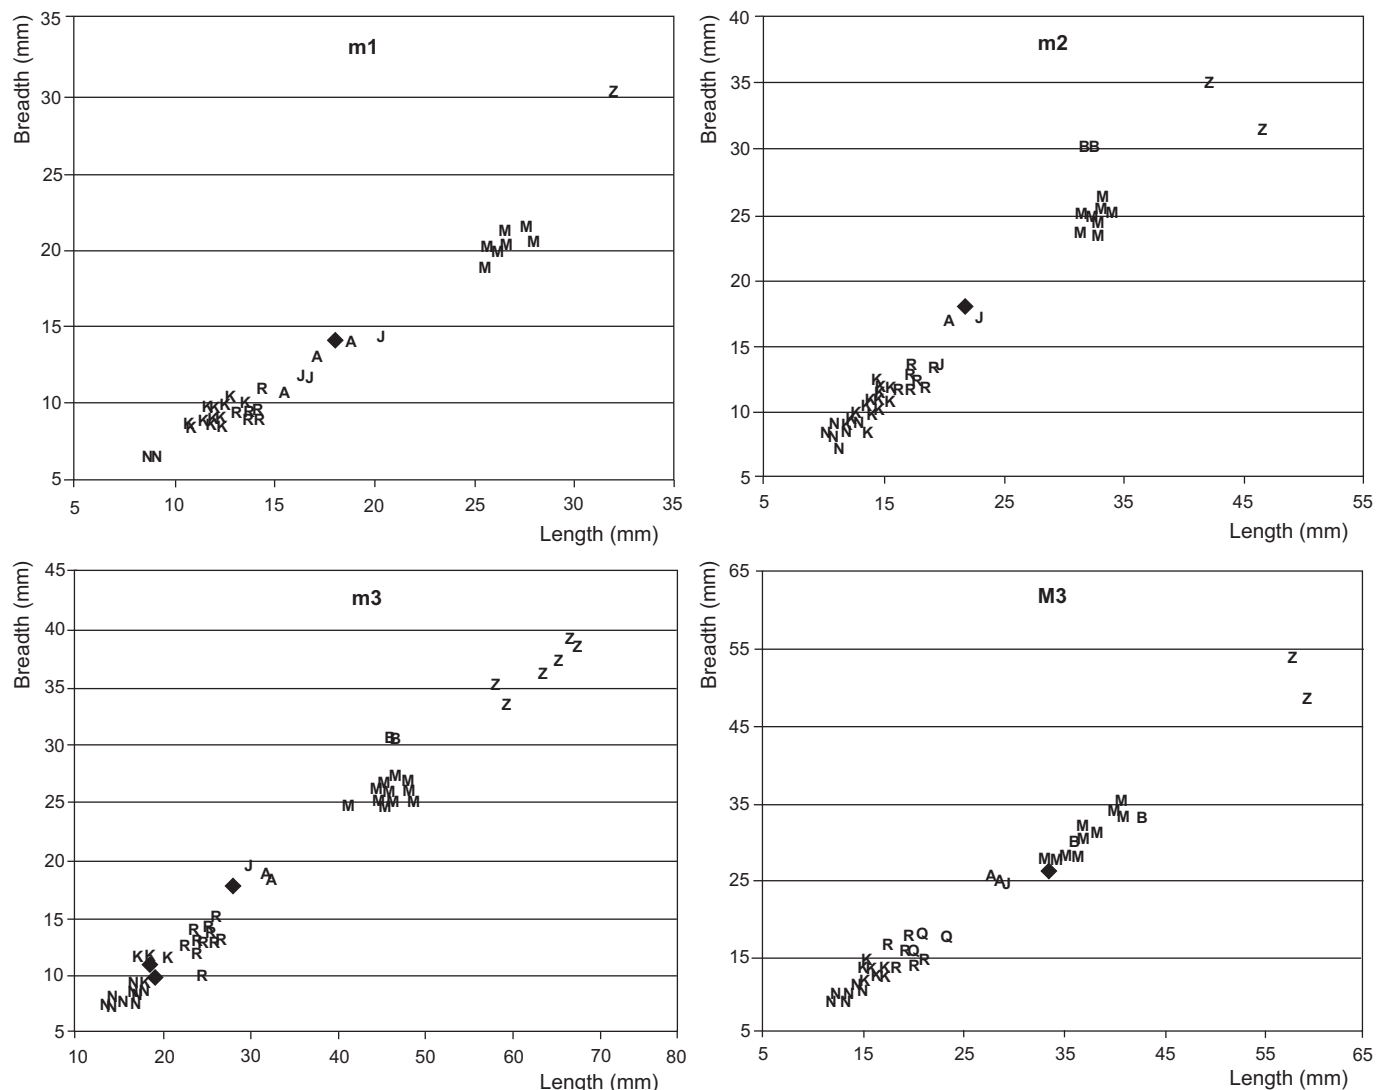 Breadth (mm)
m1
35
30
25
20
15
10
5
Z
M M
M M M
M
M
J
A
A
J J
R A
K
K K K K
K K K R R R
K K K K K R R
N N
5 10 15 20 25 30 35
Length (mm)
Breadth (mm)
m2
40
35
30
25
20
15
10
5
Z
Z
B B
M
M M M M
M M
M M
A J
R R J
K R R
K K R R R
K K K
K K K
N K K K
N N N K
N
5 15 25 35 45 55
Length (mm)
Breadth (mm)
m3
45
40
35
30
25
20
15
10
5
Z Z
Z
Z Z
Z
B B
M M M
M M M
M M M M M
M
J A A
R
R R R
R R R R R
K K K R
R
N K
N N N
N N N N N
10 20 30 40 50 60 70 80
Length (mm)
Breadth (mm)
M3
65
55
45
35
25
15
5
Z
Z
M
M M B
M M
B M
M M M M
A A J
R Q Q
R R Q
K R
K K K R R
K K K
N K
N N N
N N
5 15 25 35 45 55 65
Length (mm)